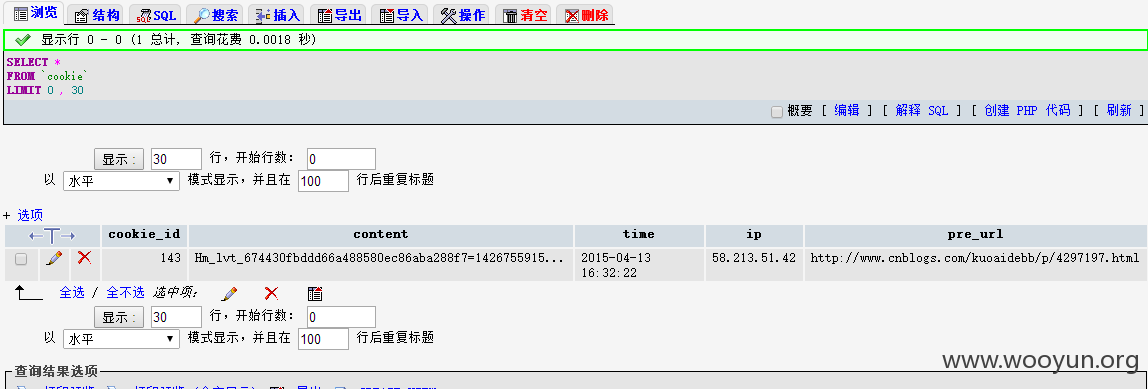 浏览 结构 SQL 搜索 插入 导出 导入 操作 清空 删除
显示行 0 - 0 (1 总计, 查询花费 0.0018 秒)
SELECT *
FROM `cookie`
LIMIT 0 , 30
概要 [ 编辑 ] [ 解释 SQL ] [ 创建 PHP 代码 ] [ 刷新 ]
显示 : 30 行, 开始行数: 0
以 水平 模式显示, 并且在 100 行后重复标题
+ 选项
←T→ cookie_id content time ip pre_url
143 Hm_lvt_674430fbddd66a488580ec86aba288f7=1426755915... 2015-04-13 58.213.51.42 http://www.cnblogs.com/kuoaidebb/p/4297197.html
16:32:22
全选 / 全不选 选中项:
显示 : 30 行, 开始行数: 0
以 水平 模式显示, 并且在 100 行后重复标题
www.wooyun.org
查询结果选项